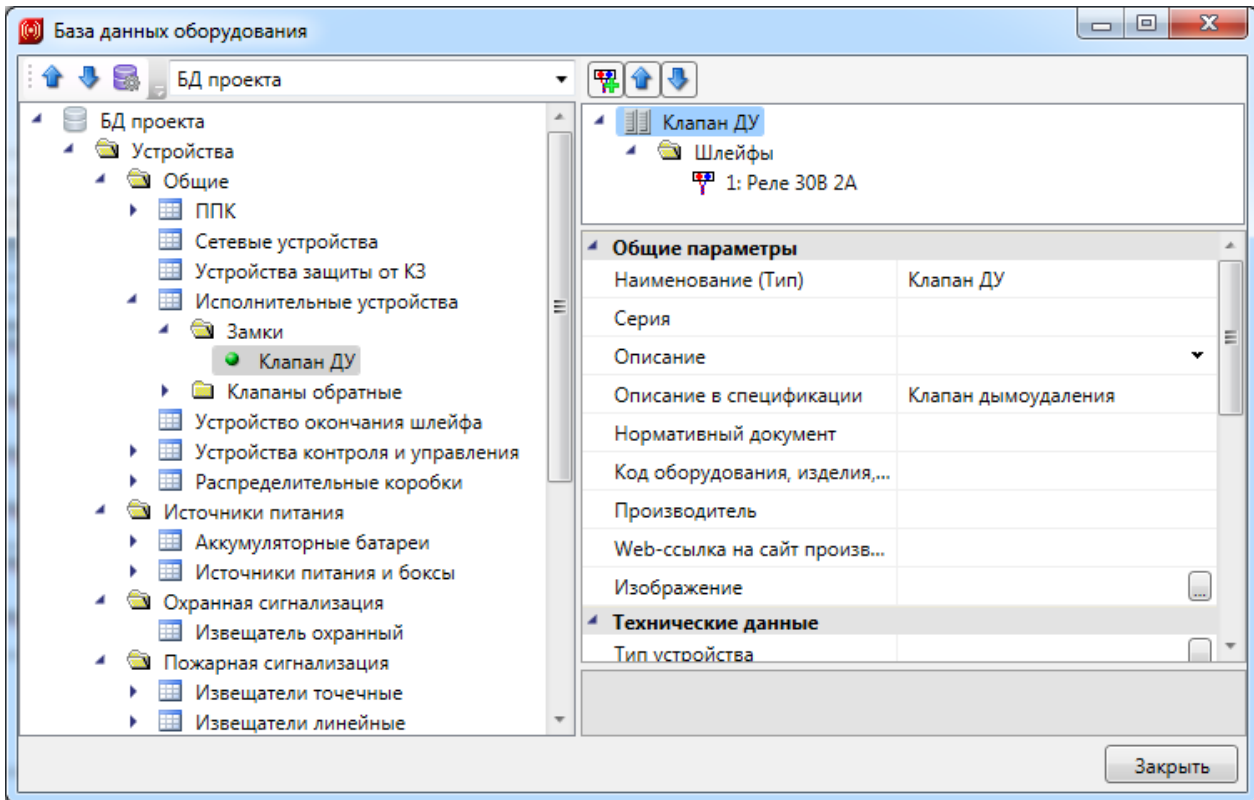 База данных оборудования
БД проекта
БД проекта
Устройства
Общие
ППК
Сетевые устройства
Устройства защиты от КЗ
Исполнительные устройства
Замки
Клапан ДУ
Клапаны обратные
Устройство окончания шлейфа
Устройства контроля и управления
Распределительные коробки
Источники питания
Аккумуляторные батареи
Источники питания и боксы
Охранная сигнализация
Извещатель охранный
Пожарная сигнализация
Извещатели точечные
Извещатели линейные
Клапан ДУ
Шлейфы
1: Реле 30В 2А
Общие параметры
Наименование (Тип) Клапан ДУ
Серия
Описание
Описание в спецификации Клапан дымоудаления
Нормативный документ
Код оборудования, изделия,...
Производитель
Web-ссылка на сайт произв...
Изображение ...
Технические данные
Тип устройства
Закрыть